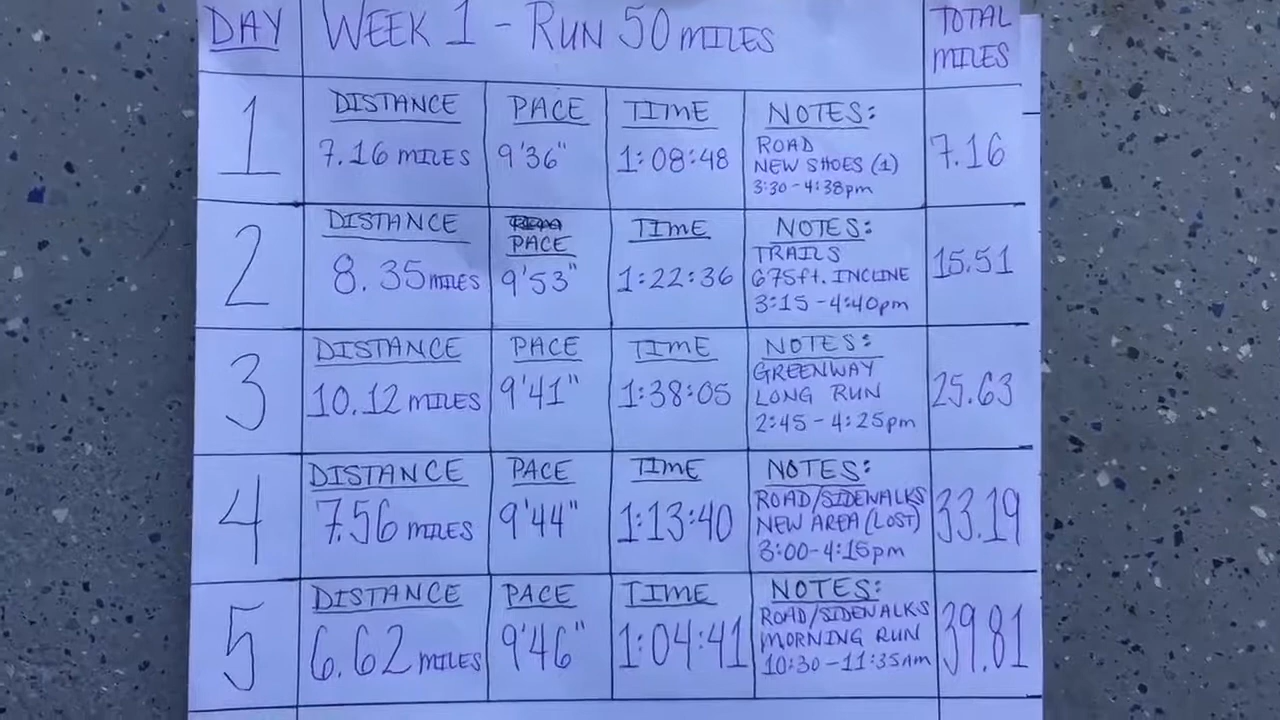 DAY WEEK 1 - RUN 50 MILES TOTAL MILES
1
DISTANCE
7.16 MILES
PACE
9'36"
TIME
1:08:48
NOTES:
ROAD
NEW SHOES (1)
3:30-4:38pm
7.16
2
DISTANCE
8.35 MILES
PACE
9'53"
TIME
1:22:36
NOTES:
TRAILS
675ft. INCLINE
3:15-4:40pm
15.51
3
DISTANCE
10.12 MILES
PACE
9'41"
TIME
1:38:05
NOTES:
GREENWAY
LONG RUN
2:45-4:25pm
25.63
4
DISTANCE
7.56 MILES
PACE
9'44"
TIME
1:13:40
NOTES:
ROAD/SIDEWALKS
NEW AREA (LOST)
3:00-4:15pm
33.19
5
DISTANCE
6.62 MILES
PACE
9'46"
TIME
1:04:41
NOTES:
ROAD/SIDEWALKS
MORNING RUN
10:30-11:35AM
39.81